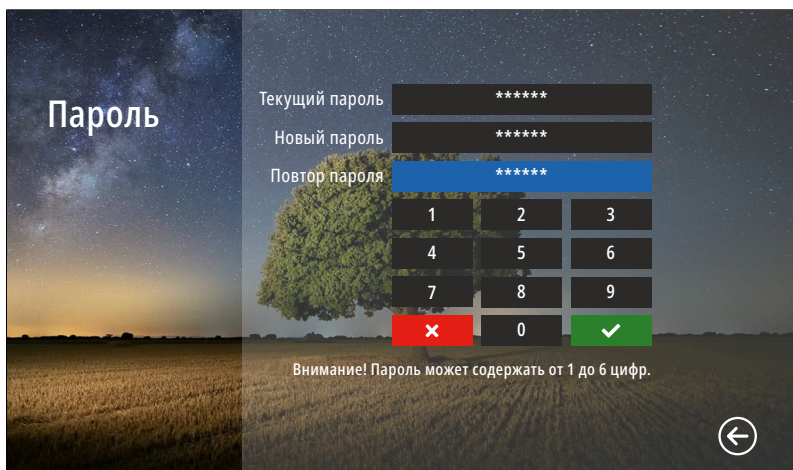 Пароль
Текущий пароль ******
Новый пароль ******
Повтор пароля ******
1 2 3
4 5 6
7 8 9
0
Внимание! Пароль может содержать от 1 до 6 цифр.